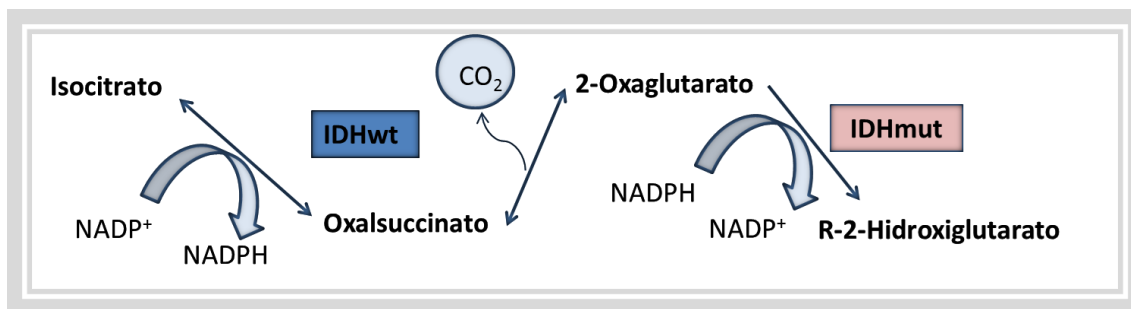 Isocitrato
IDHwt
CO₂
2-Oxaglutarato
IDHmut
NADP⁺
NADPH
Oxalsuccinato
NADPH
NADP⁺
R-2-Hidroxiglutarato